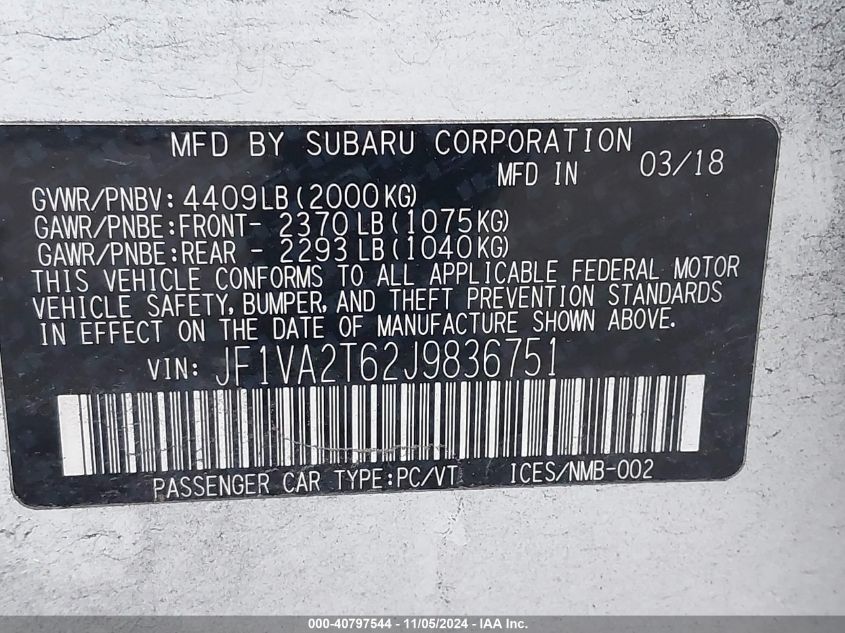 MFD BY SUBARU CORPORATION
MFD IN 03/18
GVWR/PNBV: 4409LB(2000KG)
GAWR/PNBE:FRONT- 2370 LB(1075KG)
GAWR/PNBE:REAR - 2293 LB(1040KG)
THIS VEHICLE CONFORMS TO ALL APPLICABLE FEDERAL MOTOR
VEHICLE SAFETY, BUMPER, AND THEFT PREVENTION STANDARDS
IN EFFECT ON THE DATE OF MANUFACTURE SHOWN ABOVE.
VIN: JF1VA2T62J9836751
PASSENGER CAR TYPE:PC/VT ICES/NMB-002
000-40797544 - 11/05/2024 - IAA Inc.